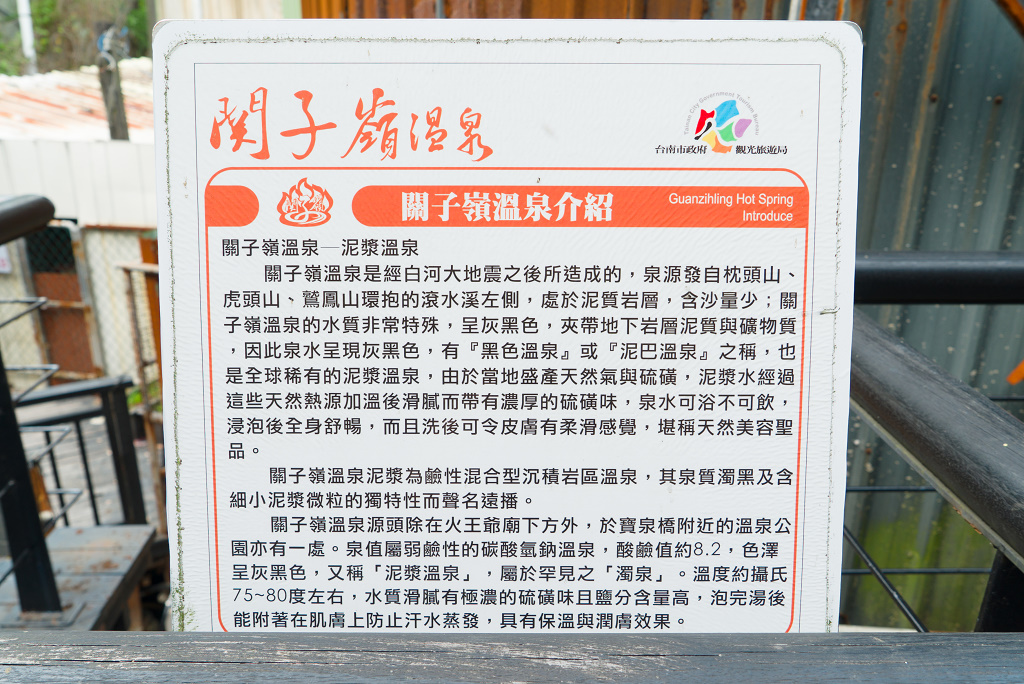 関子嶺溫泉
Tainan City Government Tourism Bureau
台南市政府 觀光旅遊局
關子嶺溫泉介紹
Guanzihling Hot Spring
Introduce
關子嶺溫泉─泥漿溫泉
關子嶺溫泉是經白河大地震之後所造成的，泉源發自枕頭山、
虎頭山、鵞鳳山環抱的滾水溪左側，處於泥質岩層，含沙量少；關
子嶺溫泉的水質非常特殊，呈灰黑色，夾帶地下岩層泥質與礦物質
，因此泉水呈現灰黑色，有『黑色溫泉』或『泥巴溫泉』之稱，也
是全球稀有的泥漿溫泉，由於當地盛產天然氣與硫磺，泥漿水經過
這些天然熱源加溫後滑膩而帶有濃厚的硫磺味，泉水可浴不可飲，
浸泡後全身舒暢，而且洗後可令皮膚有柔滑感覺，堪稱天然美容聖
品。
關子嶺溫泉泥漿為鹼性混合型沉積岩區溫泉，其泉質濁黑及含
細小泥漿微粒的獨特性而聲名遠播。
關子嶺溫泉源頭除在火王爺廟下方外，於寶泉橋附近的溫泉公
園亦有一處。泉值屬弱鹼性的碳酸氫鈉溫泉，酸鹼值約8.2，色澤
呈灰黑色，又稱「泥漿溫泉」，屬於罕見之「濁泉」。溫度約攝氏
75~80度左右，水質滑膩有極濃的硫磺味且鹽分含量高，泡完湯後
能附著在肌膚上防止汗水蒸發，具有保溫與潤膚效果。